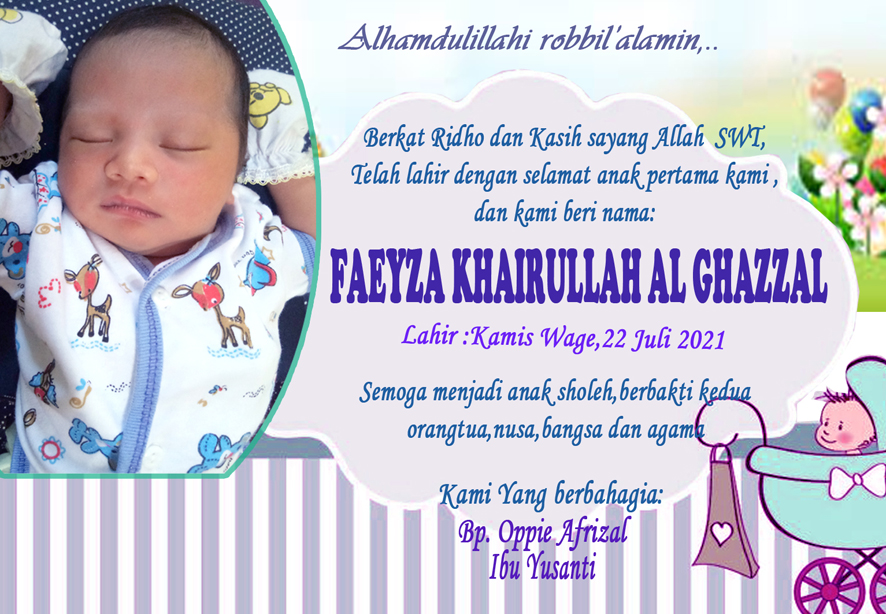 Alhamdulillahi robbil'alamin,..
Berkat Ridho dan Kasih sayang Allah SWT,
Telah lahir dengan selamat anak pertama kami ,
dan kami beri nama:
FAEYZA KHAIRULLAH AL GHAZZAL
Lahir :Kamis Wage,22 Juli 2021
Semoga menjadi anak sholeh,berbakti kedua
orangtua,nusa,bangsa dan agama
Kami Yang berbahagia:
Bp. Oppie Afrizal
Ibu Yusanti